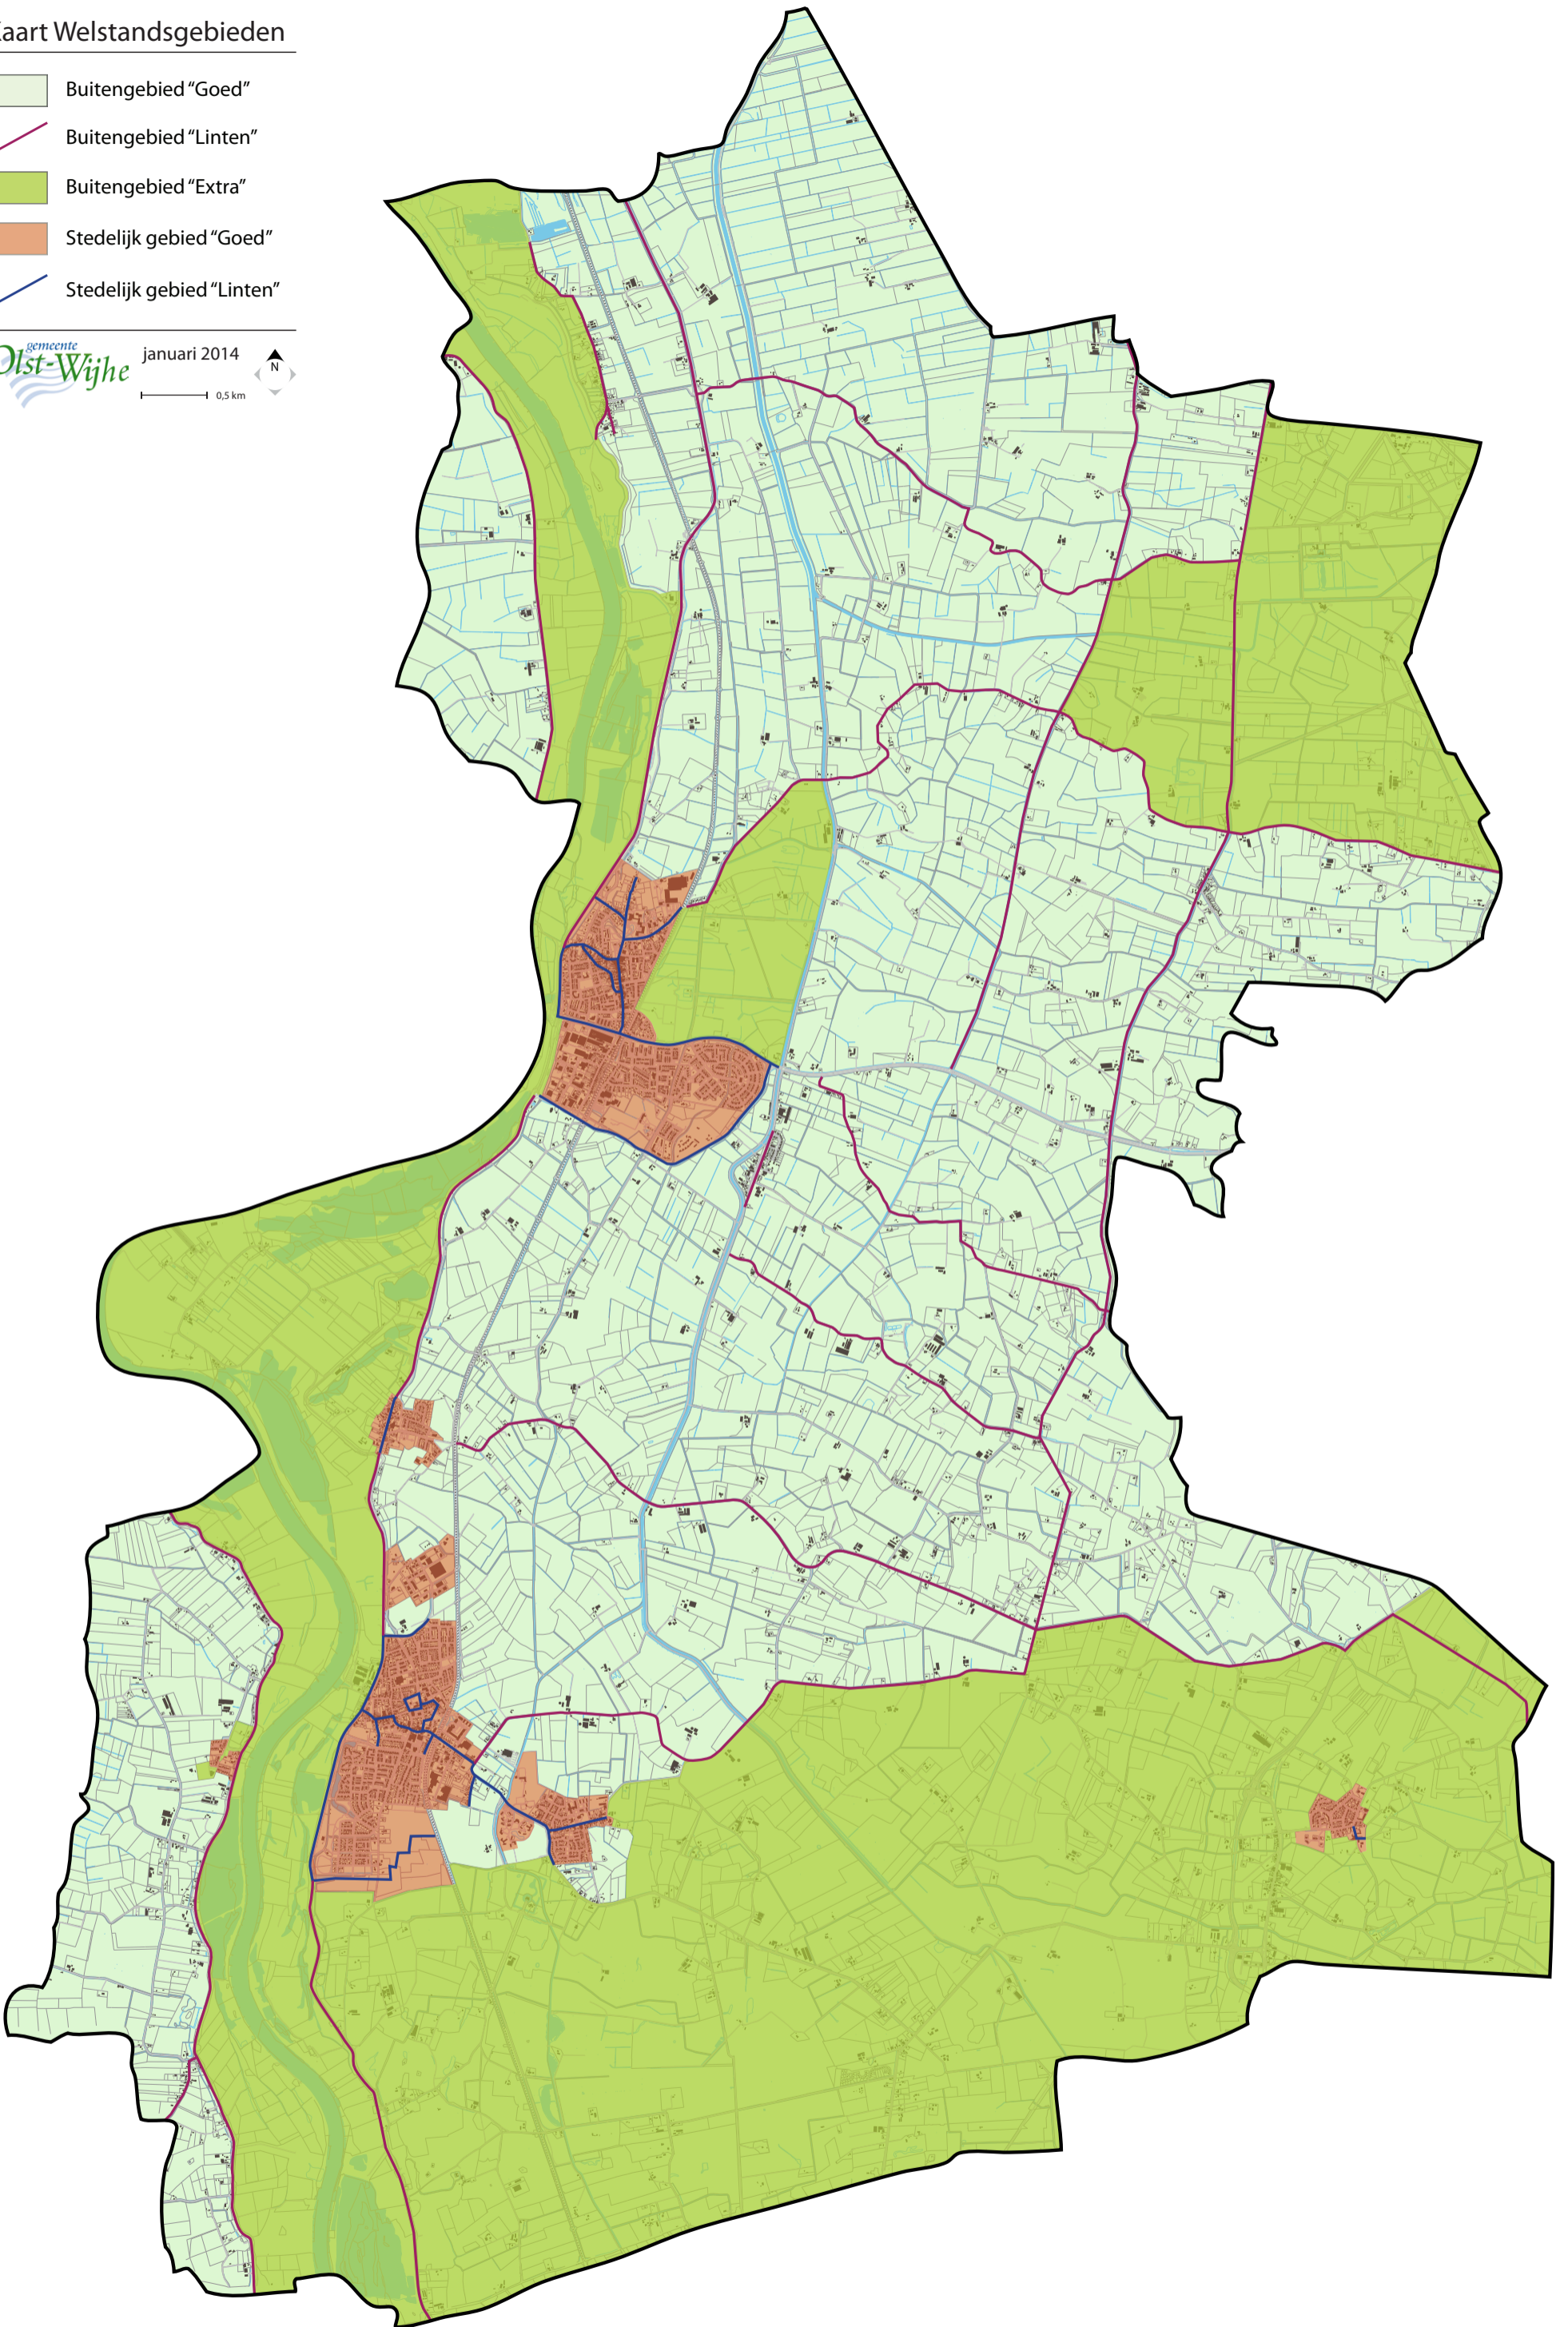 Kaart Welstandsgebieden
Buitengebied “Goed”
Buitengebied “Linten”
Buitengebied “Extra”
Stedelijk gebied “Goed”
Stedelijk gebied “Linten”
gemeente
Olst-Wijhe
januari 2014
N
0,5 km